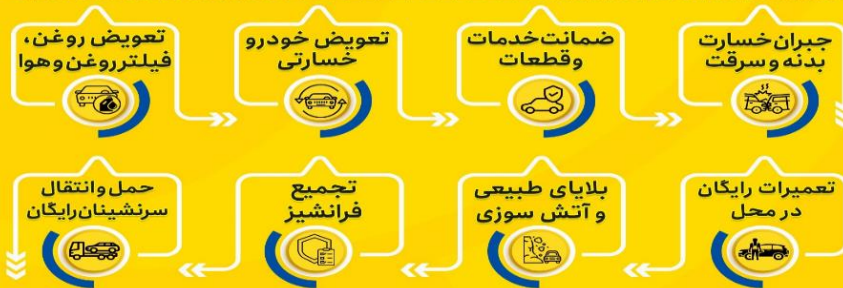 تعویض روغن،
فیلتر روغن و هوا
تعویض خودرو
خسارتی
ضمانت خدمات
و قطعات
جبران خسارت
بدنه و سرقت
تعمیرات رایگان
در محل
بلایای طبیعی
و آتش سوزی
تجمیع
فرانشیز
حمل و انتقال
سرنشینان رایگان